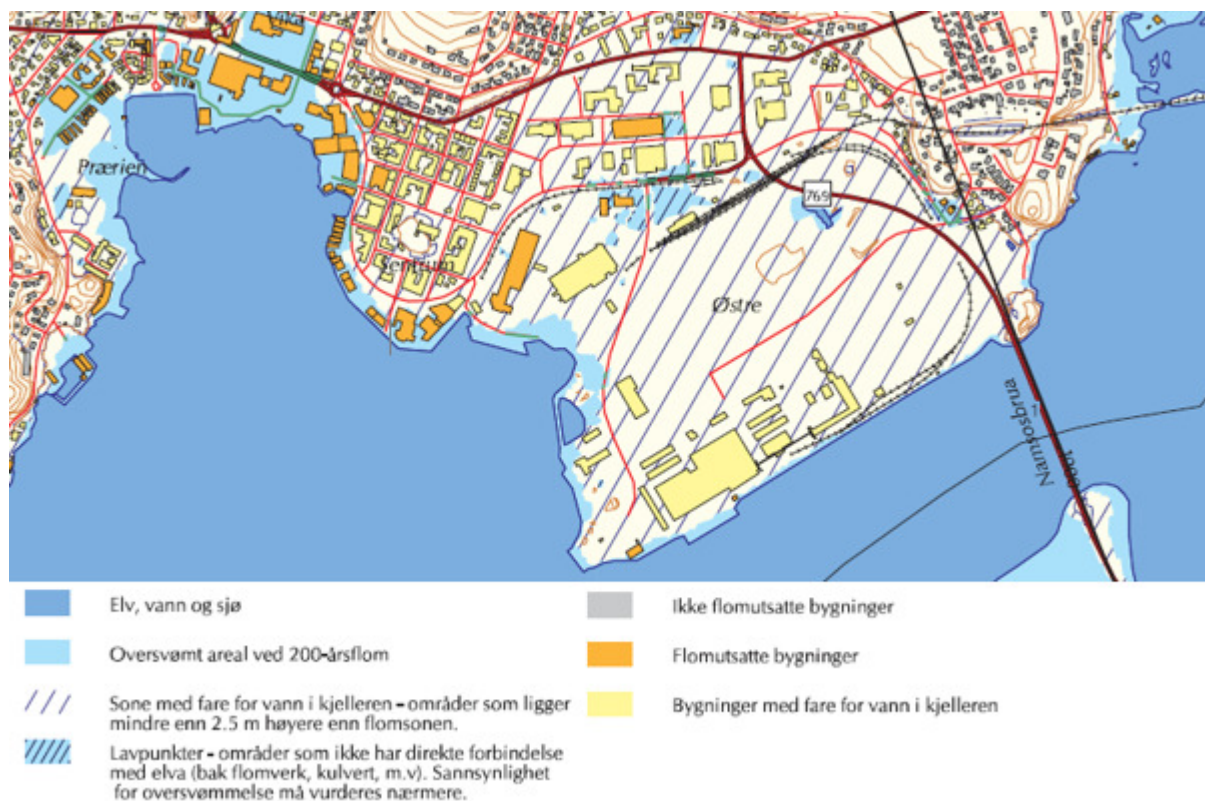 Prærien
Sentrum
769
Østre
Namsosbrua
Elv, vann og sjø
Oversvømt areal ved 200-årsflom
Sone med fare for vann i kjelleren – områder som ligger
mindre enn 2.5 m høyere enn flomsonen.
Lavpunkter – områder som ikke har direkte forbindelse
med elva (bak flomverk, kulvert, m.v). Sannsynlighet
for oversvømmelse må vurderes nærmere.
Ikke flomutsatte bygninger
Flomutsatte bygninger
Bygninger med fare for vann i kjelleren